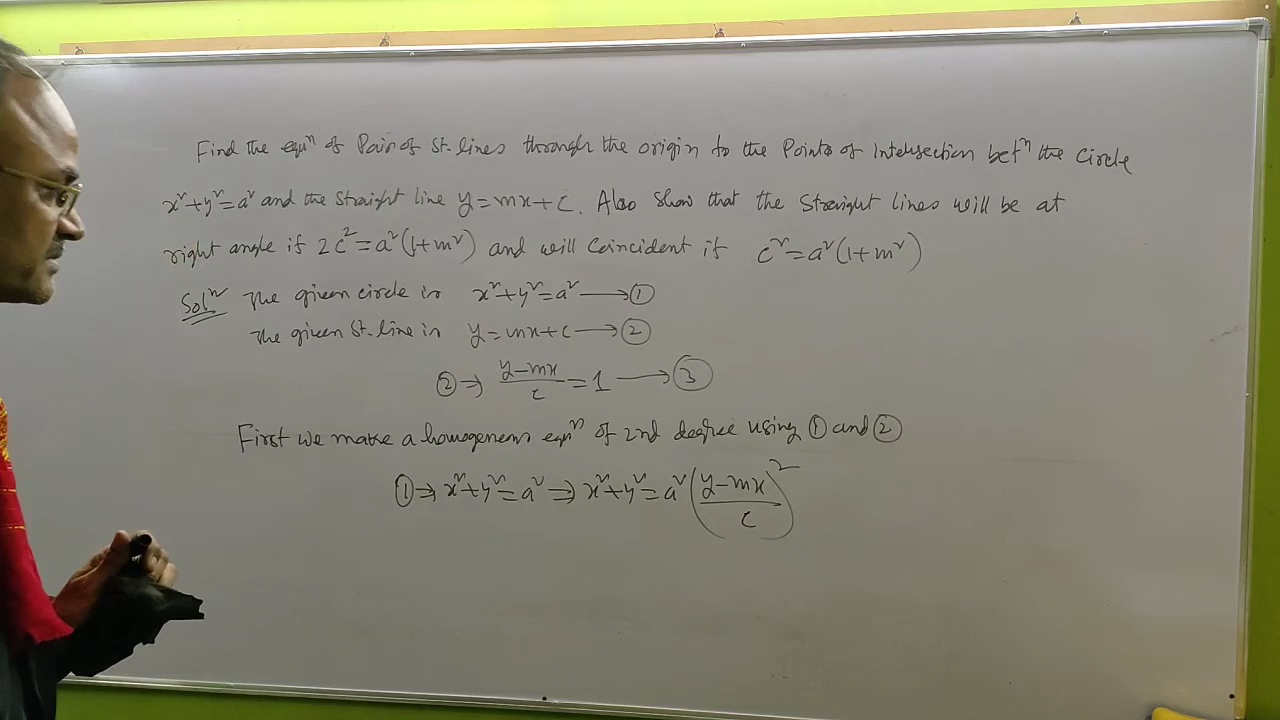 Find the equⁿ of Pair of St. lines through the origin to the Points of intersection betⁿ the Circle
x²+y²=a² and the straight line y=mx+c. Also show that the straight lines will be at
right angle if 2c²=a²(1+m²) and will Coincident if c²=a²(1+m²)
Solⁿ The given circle is x²+y²=a² → ①
The given St. line is y=mx+c → ②
② ⇒ (y-mx)/c = 1 → ③
First we make a homogeneous equⁿ of 2nd degree using ① and ②
① ⇒ x²+y²=a² ⇒ x²+y²=a²((y-mx)/c)²